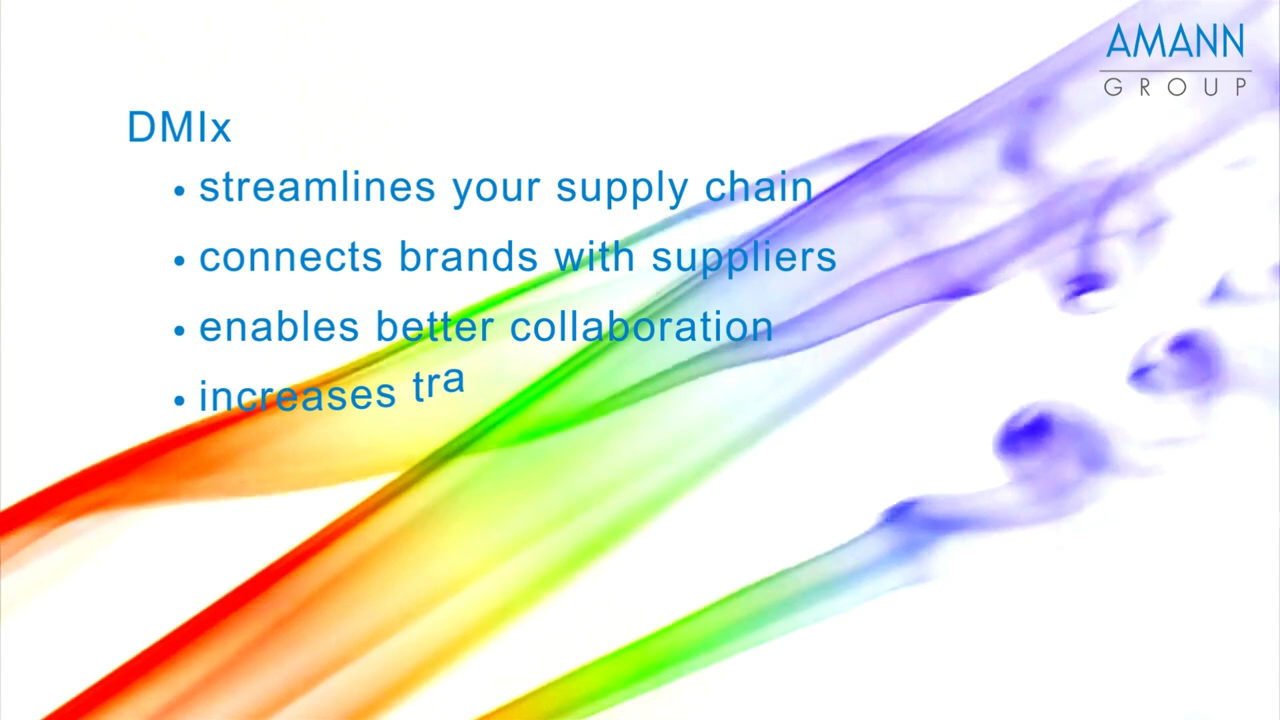 AMANN
GROUP
DMIx
• streamlines your supply chain
• connects brands with suppliers
• enables better collaboration
• increases tra